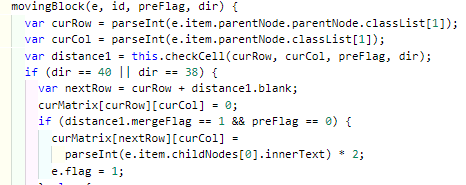 movingBlock(e, id, preFlag, dir) {
var curRow = parseInt(e.item.parentNode.parentNode.classList[1]);
var curCol = parseInt(e.item.parentNode.classList[1]);
var distance1 = this.checkCell(curRow, curCol, preFlag, dir);
if (dir == 40 || dir == 38) {
var nextRow = curRow + distance1.blank;
curMatrix[curRow][curCol] = 0;
if (distance1.mergeFlag == 1 && preFlag == 0) {
curMatrix[nextRow][curCol] =
parseInt(e.item.childNodes[0].innerText) * 2;
e.flag = 1;